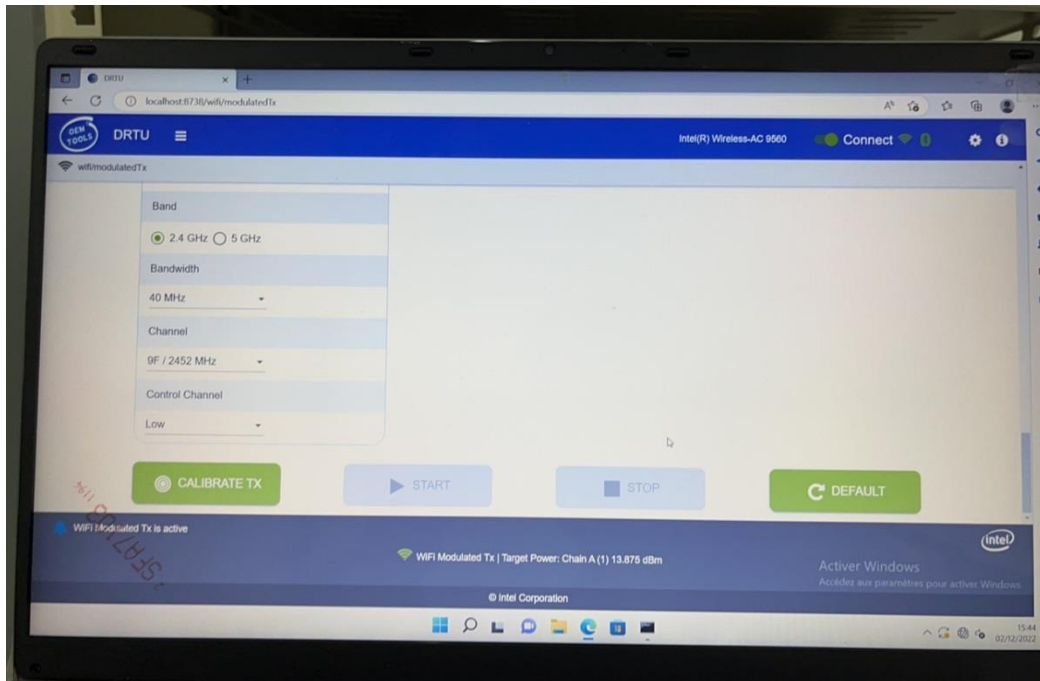 DRTU
localhost:8738/wifi/modulatedTx
OEM TOOLS
DRTU
Intel(R) Wireless-AC 9560
Connect
wifi/modulatedTx
Band
2.4 GHz 5 GHz
Bandwidth
40 MHz
Channel
9F / 2452 MHz
Control Channel
Low
CALIBRATE TX
START
STOP
DEFAULT
WiFi Modulated Tx is active
intel
WiFi Modulated Tx | Target Power: Chain A (1) 13.875 dBm
Activer Windows
Accédez aux paramètres pour activer Windows.
© Intel Corporation
15:44
02/12/2022